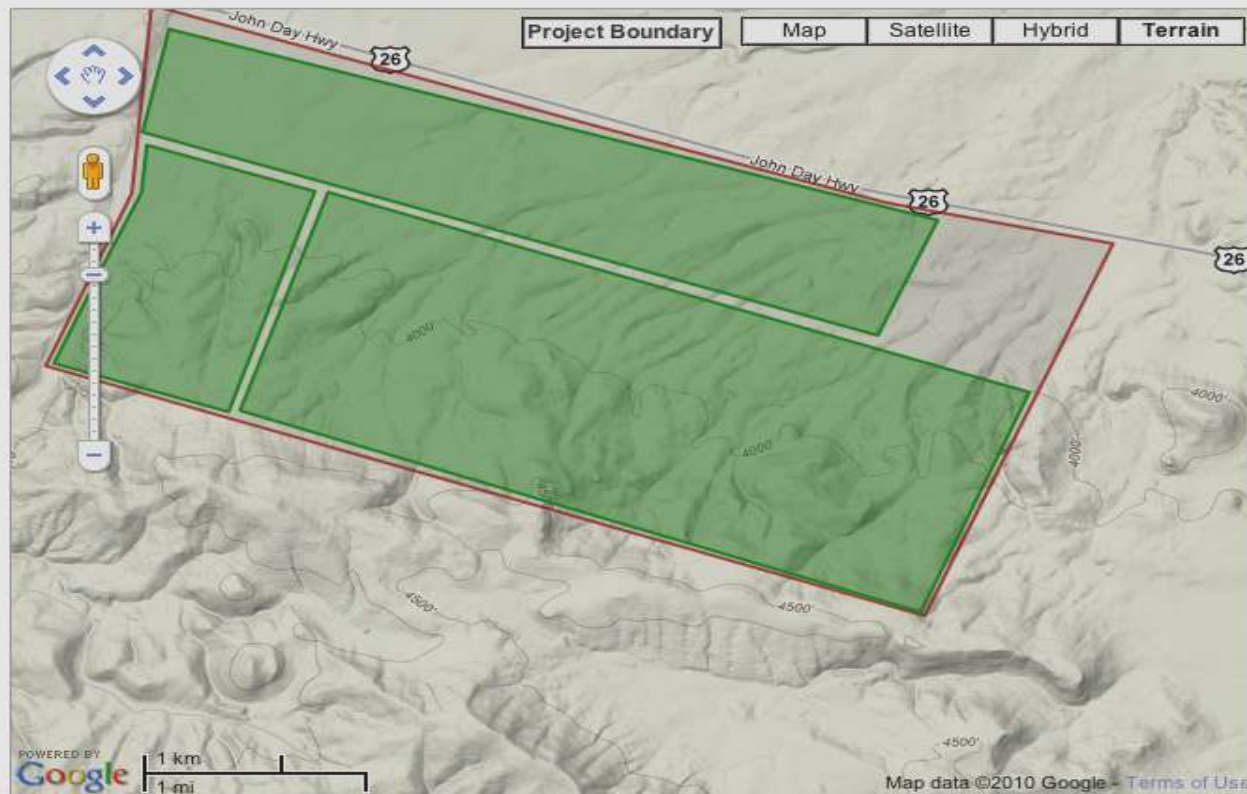 John Day Hwy
26
Project Boundary
Map
Satellite
Hybrid
Terrain
John Day Hwy
26
26
4000'
4000'
4000'
4000'
4500'
4500'
4500'
POWERED BY
Google
1 km
1 mi
Map data ©2010 Google - Terms of Use